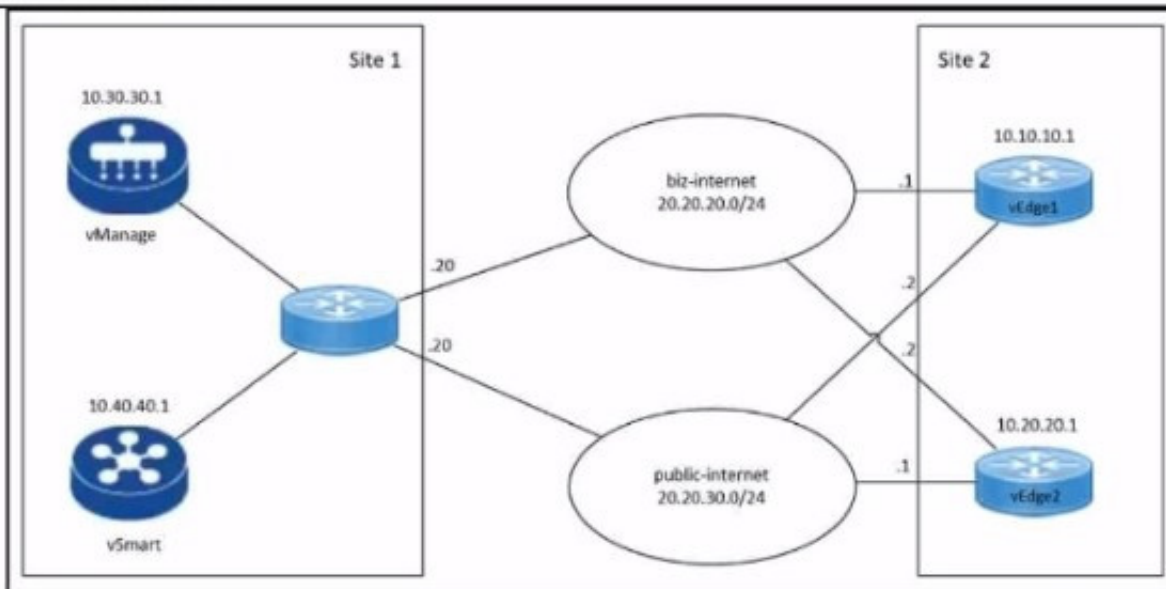 Site 1
10.30.30.1
vManage
10.40.40.1
vSmart
.20
.20
biz-internet
20.20.20.0/24
public-internet
20.20.30.0/24
Site 2
.1
10.10.10.1
vEdge1
.2
.2
10.20.20.1
.1
vEdge2